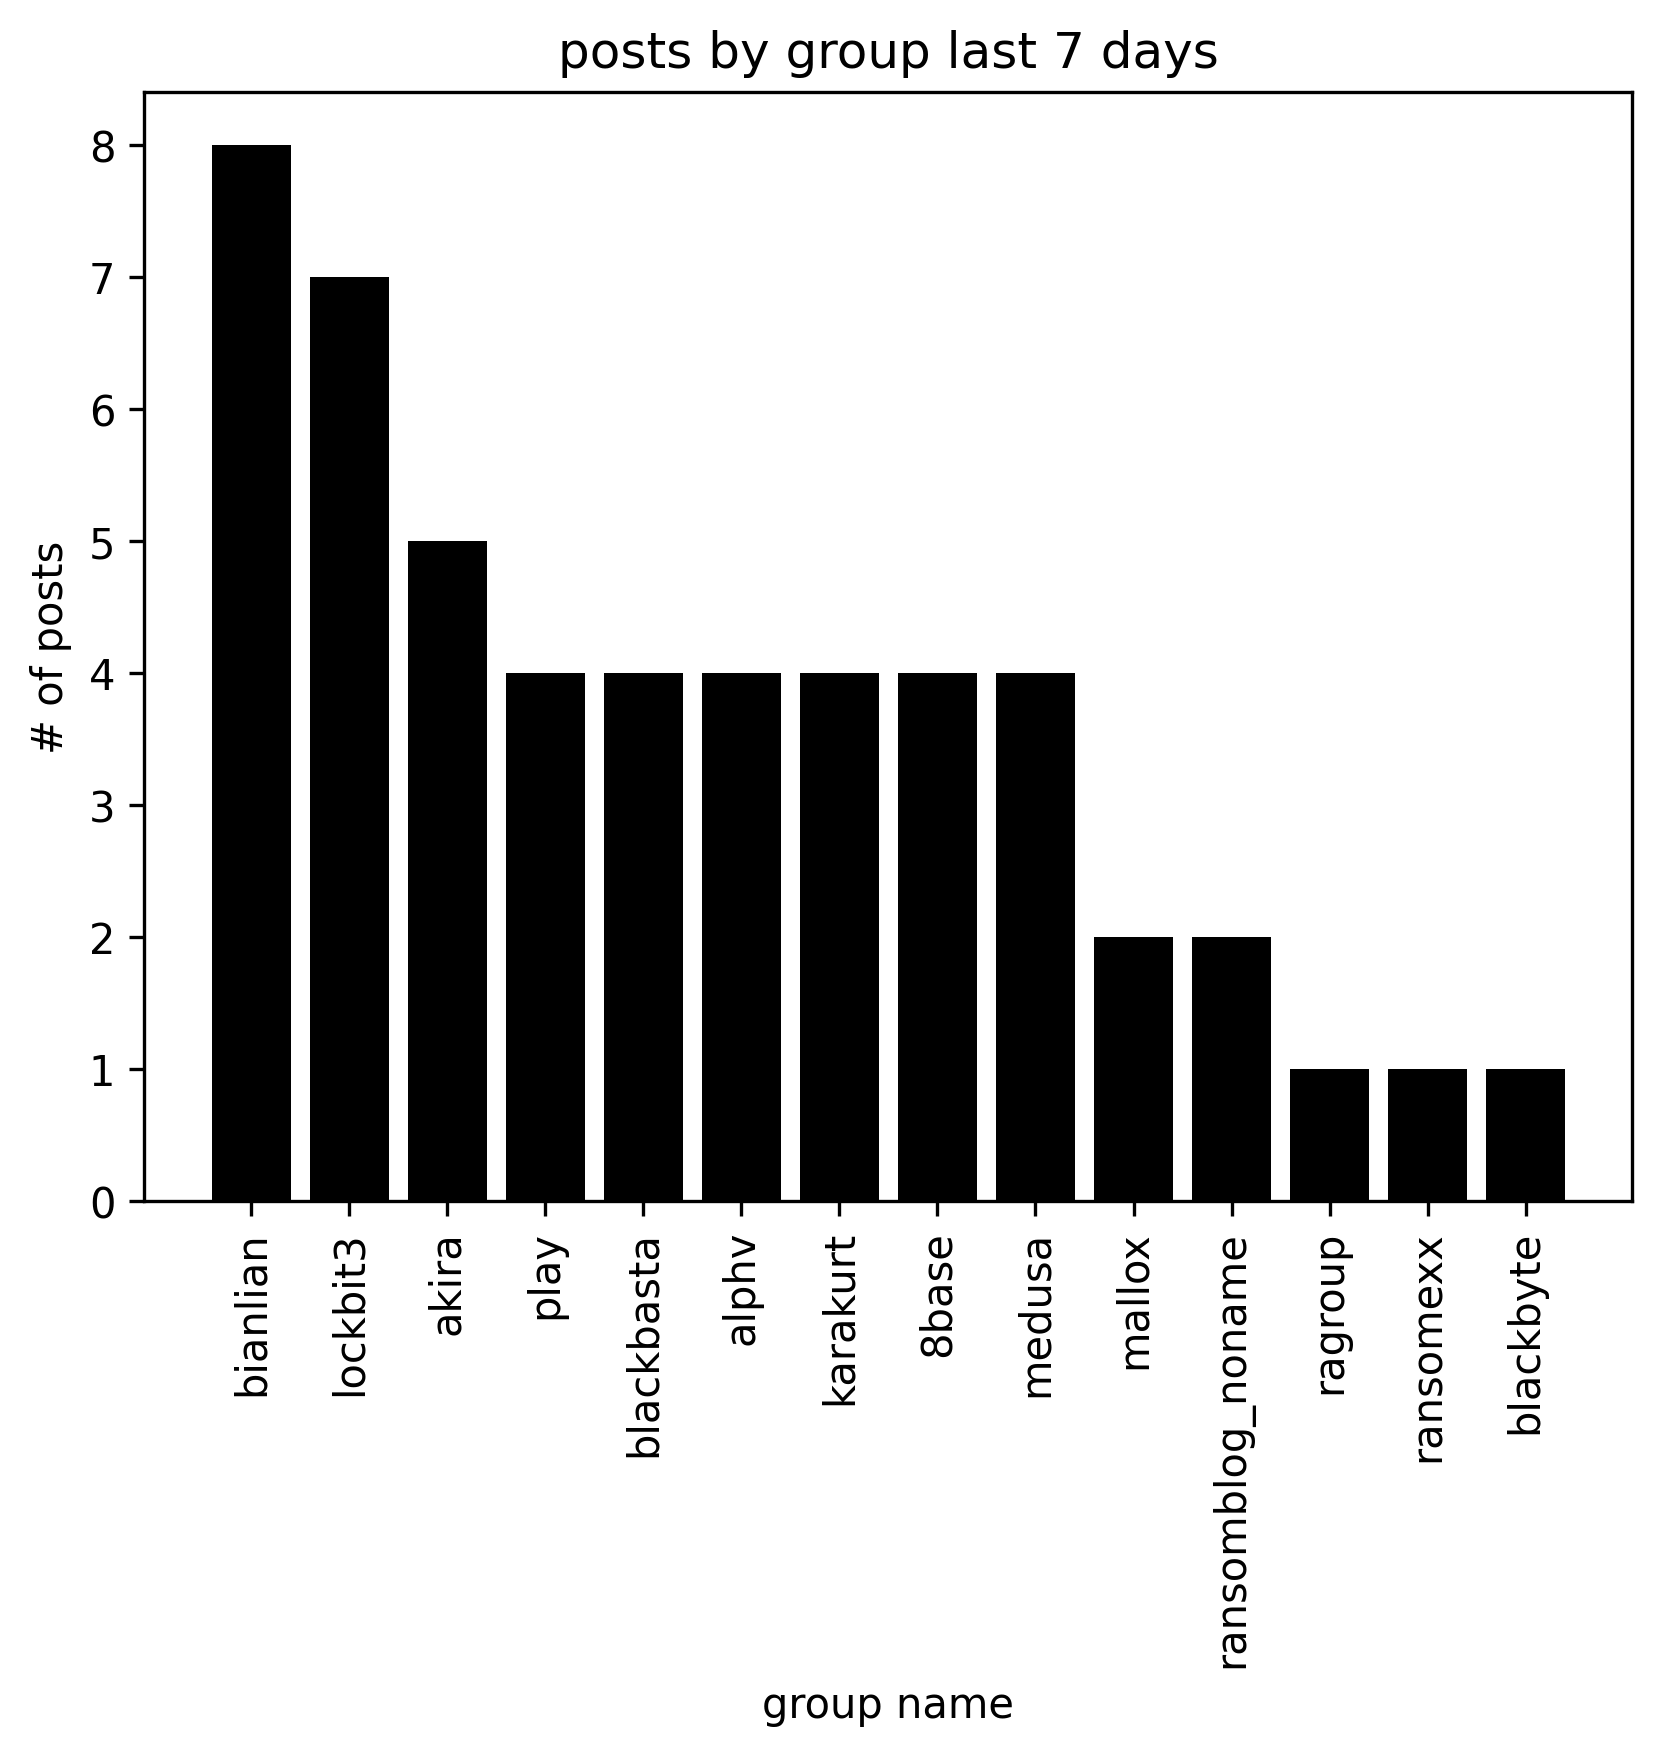 posts by group last 7 days
# of posts
8
7
6
5
4
3
2
1
0
bianlian
lockbit3
akira
play
blackbasta
alphv
karakurt
8base
medusa
mallox
ransomblog_noname
ragroup
ransomexx
blackbyte
group name